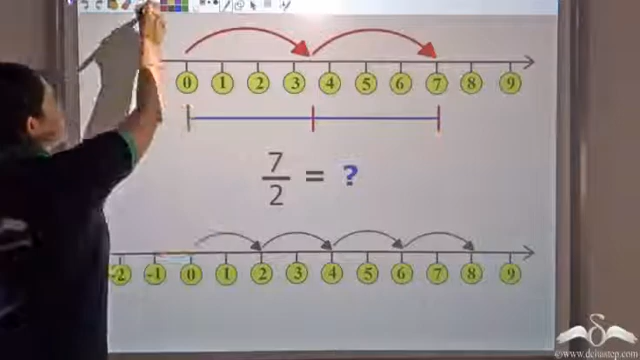 0 1 2 3 4 5 6 7 8 9
7
2
= ?
-2 -1 0 1 2 3 4 5 6 7 8 9
www.deltastep.com